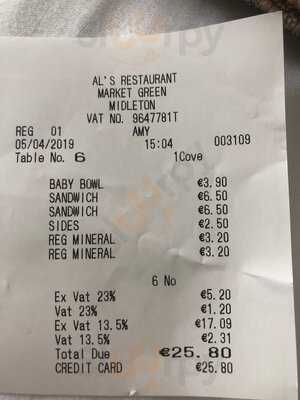 AL'S RESTAURANT
MARKET GREEN
MIDLETON
VAT NO. 9647781T
REG 01 AMY 003109
05/04/2019 15:04
Table No. 6 1Cove
BABY BOWL €3.90
SANDWICH €6.50
SANDWICH €6.50
SIDES €2.50
REG MINERAL €3.20
REG MINERAL €3.20
6 No
Ex Vat 23% €5.20
Vat 23% €1.20
Ex Vat 13.5% €17.09
Vat 13.5% €2.31
Total Due €25.80
CREDIT CARD €25.80